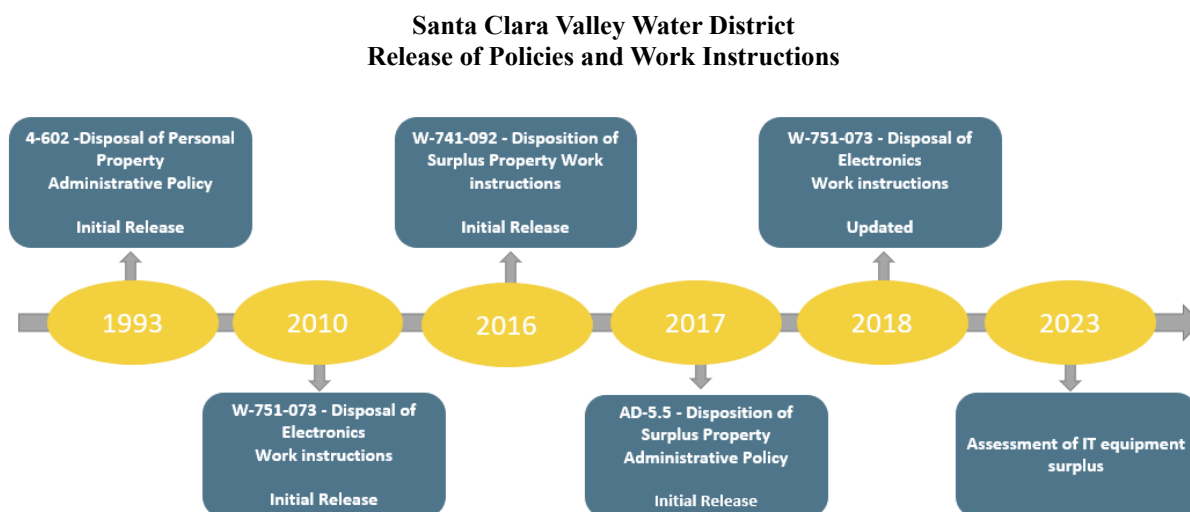 Santa Clara Valley Water District
Release of Policies and Work Instructions
4-602 -Disposal of Personal
Property
Administrative Policy
Initial Release
W-741-092 - Disposition of
Surplus Property Work
instructions
Initial Release
W-751-073 - Disposal of
Electronics
Work instructions
Updated
1993
2010
2016
2017
2018
2023
W-751-073 - Disposal of
Electronics
Work instructions
Initial Release
AD-5.5 - Disposition of
Surplus Property
Administrative Policy
Initial Release
Assessment of IT equipment
surplus